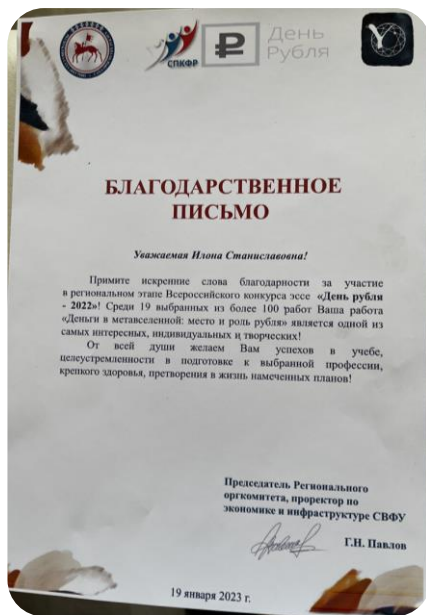 СПКФР
₽ День
Рубля
БЛАГОДАРСТВЕННОЕ
ПИСЬМО
Уважаемая Илона Станиславовна!
Примите искренние слова благодарности за участие
в региональном этапе Всероссийского конкурса эссе «День рубля
- 2022»! Среди 19 выбранных из более 100 работ Ваша работа
«Деньги в метавселенной: место и роль рубля» является одной из
самых интересных, индивидуальных и творческих!
От всей души желаем Вам успехов в учебе,
целеустремленности в подготовке к выбранной профессии,
крепкого здоровья, претворения в жизнь намеченных планов!
Председатель Регионального
оргкомитета, проректор по
экономике и инфраструктуре СВФУ
Г.Н. Павлов
19 января 2023 г.